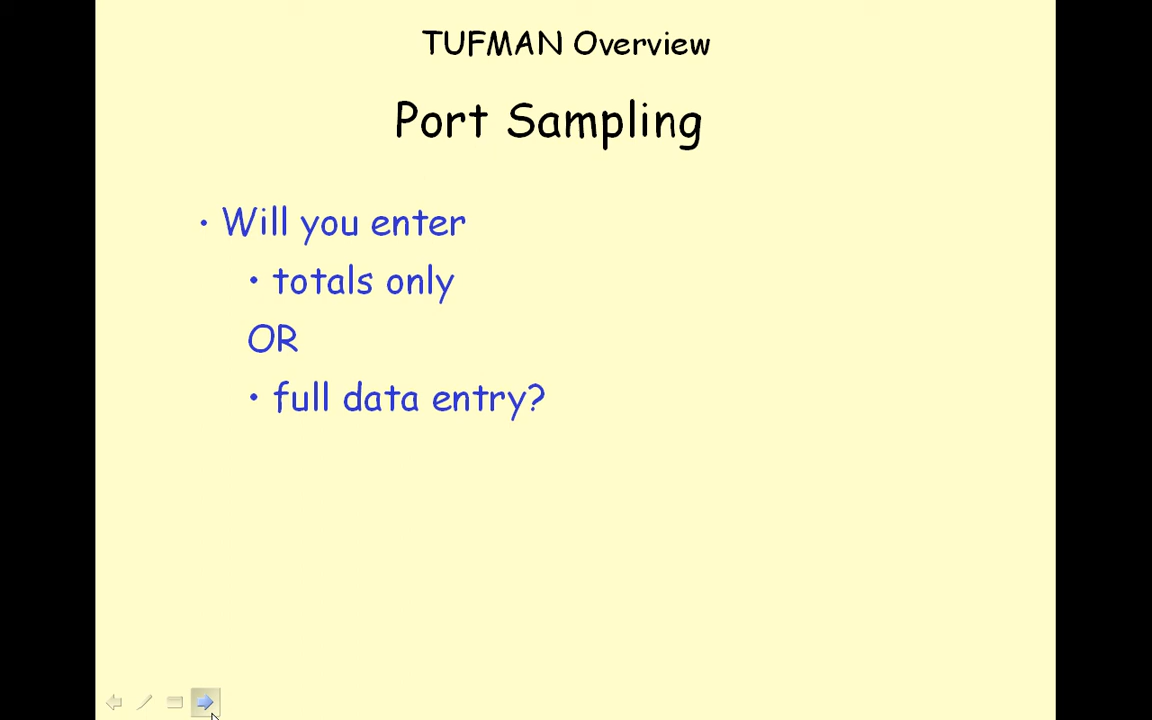 TUFMAN Overview
Port Sampling
• Will you enter
• totals only
OR
• full data entry?